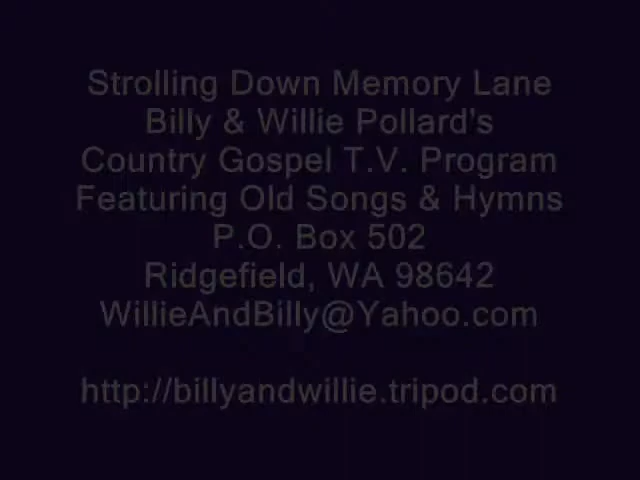 Strolling Down Memory Lane
Billy & Willie Pollard's
Country Gospel T.V. Program
Featuring Old Songs & Hymns
P.O. Box 502
Ridgefield, WA 98642
WillieAndBilly@Yahoo.com
http://billyandwillie.tripod.com